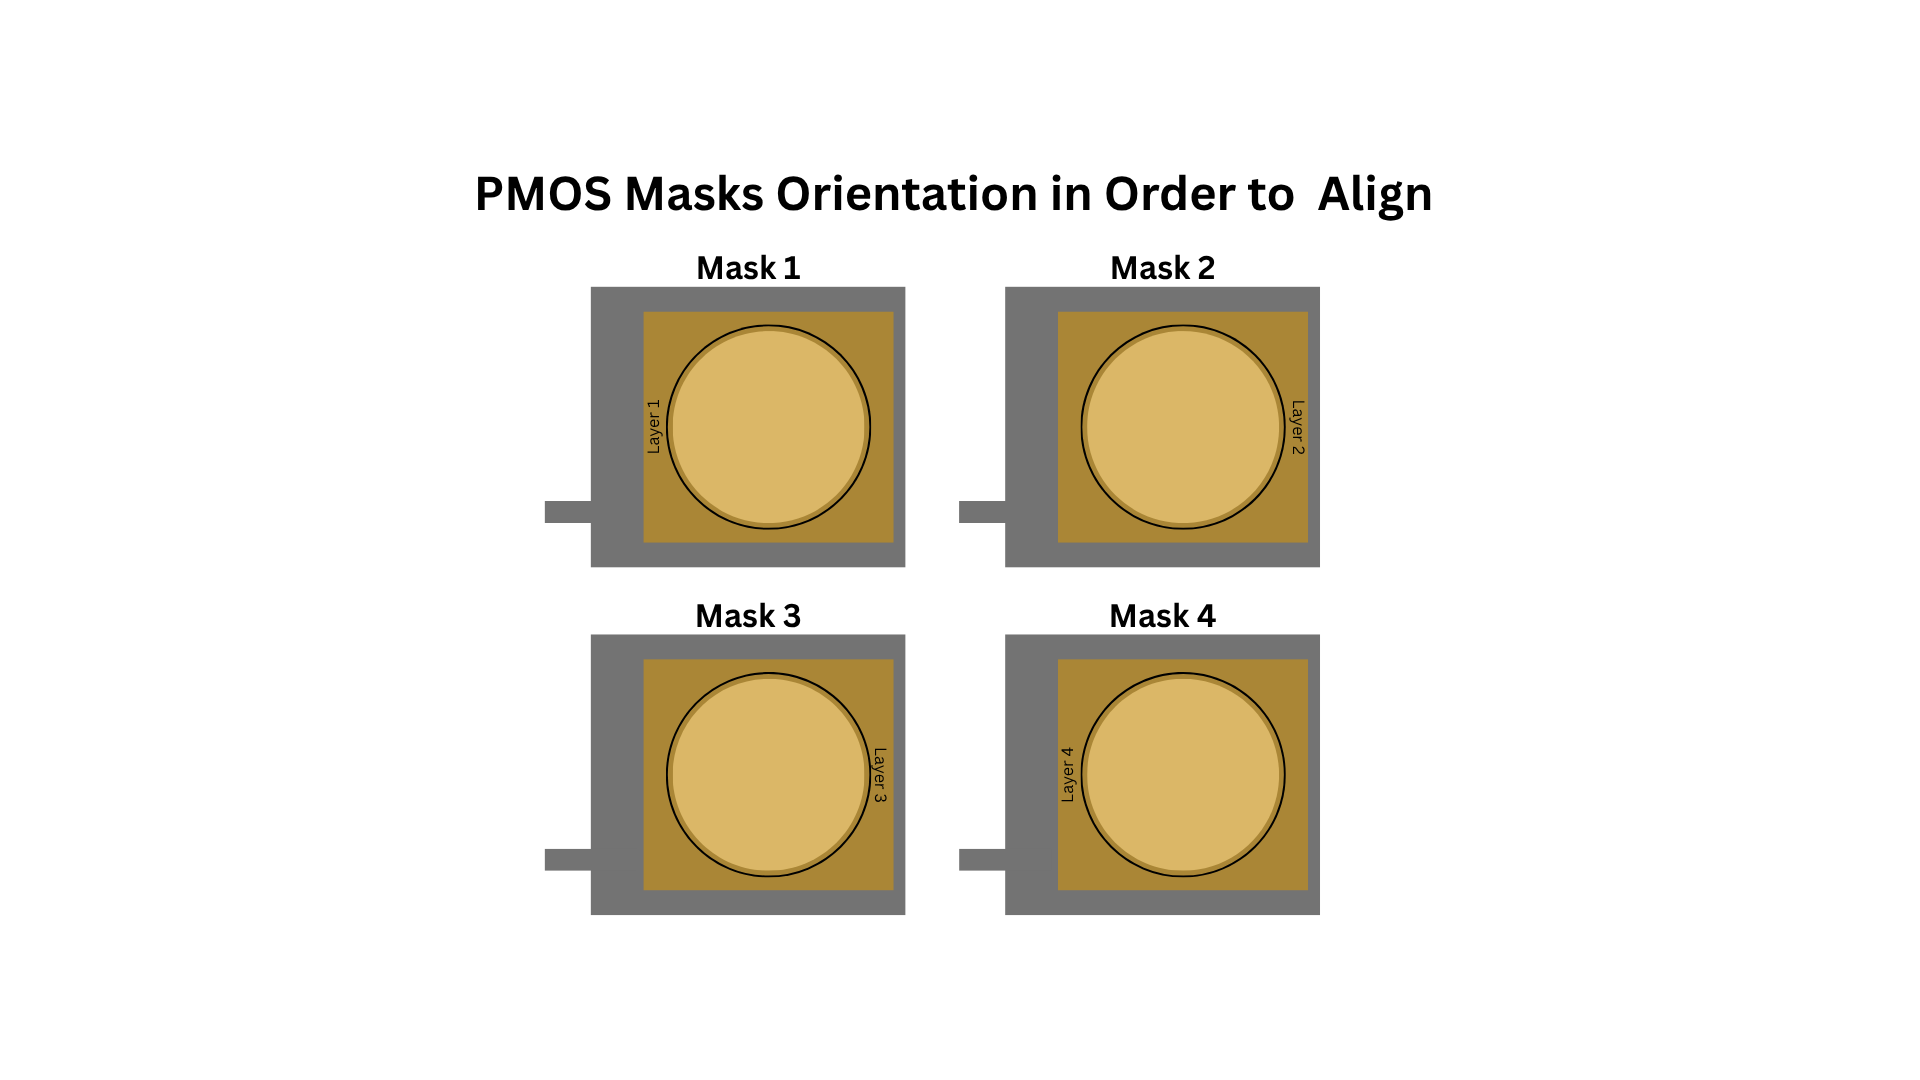 PMOS Masks Orientation in Order to  Align
Mask 1
Mask 2
Layer 1
Layer 2
Mask 3
Mask 4
Layer 3
Layer 4